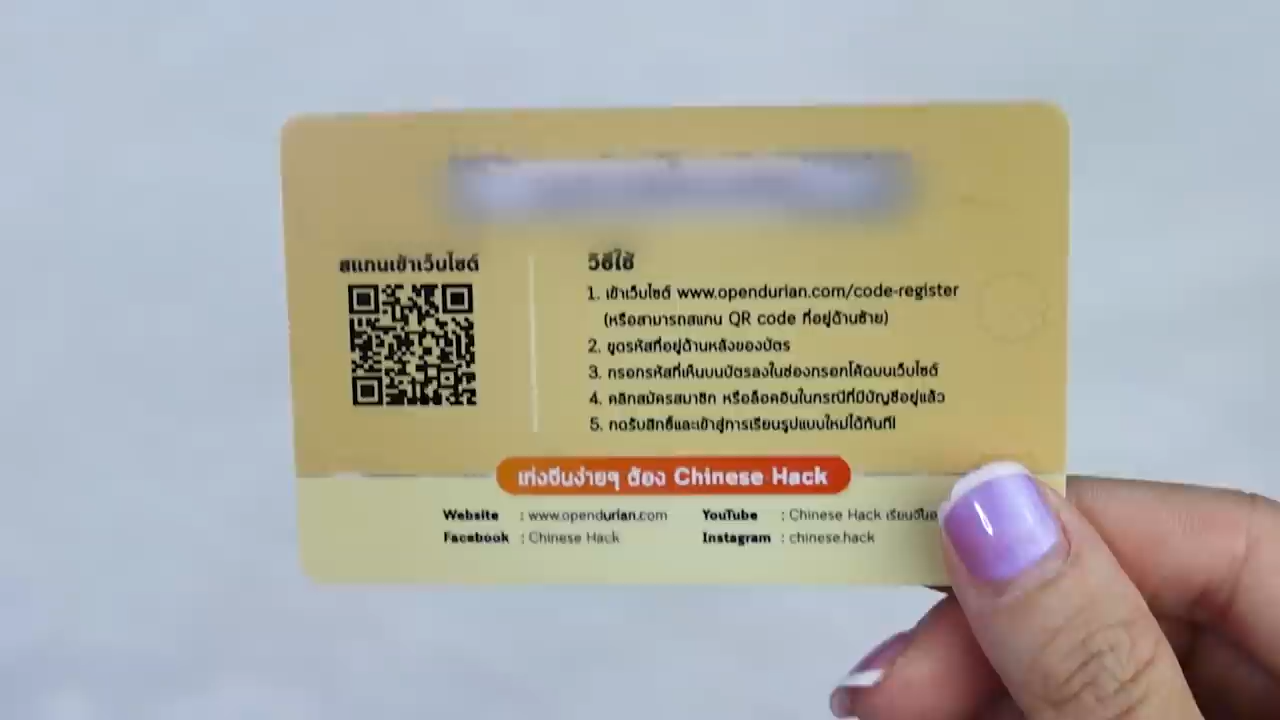 สแกนเข้าเว็บไซต์
วิธีใช้
1. เข้าเว็บไซต์ www.opendurian.com/code-register
(หรือสามารถสแกน QR code ที่อยู่ด้านซ้าย)
2. ขูดรหัสที่อยู่ด้านหลังของบัตร
3. กรอกรหัสที่เห็นบนบัตรลงในช่องกรอกโค้ดบนเว็บไซต์
4. คลิกสมัครสมาชิก หรือล็อคอินในกรณีที่มีบัญชีอยู่แล้ว
5. กดรับสิทธิ์และเข้าสู่การเรียนรูปแบบใหม่ได้ทันที!
เก่งจีนง่ายๆ ต้อง Chinese Hack
Website : www.opendurian.com YouTube : Chinese Hack
Facebook : Chinese Hack Instagram : chinese.hack